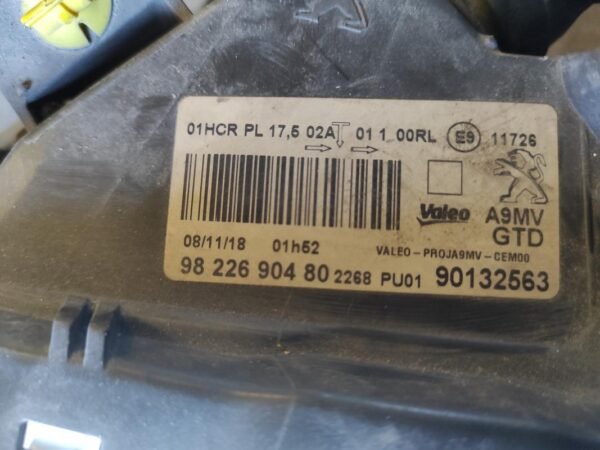 01HCR PL 17,5 02A 01 1 00RL E9 11726
Valeo A9MV
GTD
08/11/18 01h52 VALEO-PROJA9MV-CEM00
98 226 904 80 2268 PU01 90132563